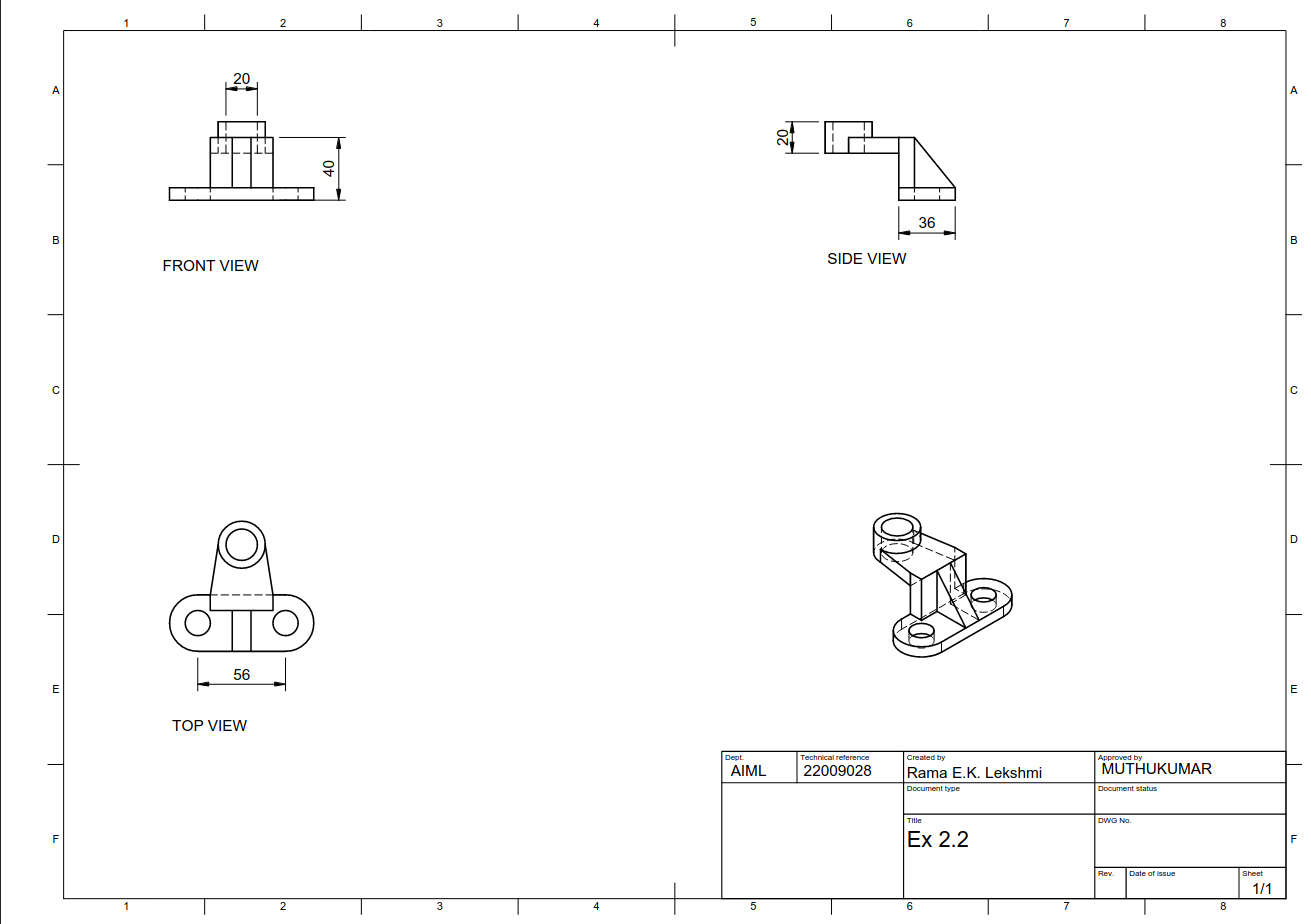 1 2 3 4 5 6 7 8
A A
20
20
40
36
B B
FRONT VIEW
SIDE VIEW
C C
D D
56
E E
TOP VIEW
Dept. Technical reference Created by Approved by
AIML 22009028 Rama E.K. Lekshmi MUTHUKUMAR
Document type Document status
Title DWG No.
Ex 2.2
F F
Rev. Date of issue Sheet
1/1
1 2 3 4 5 6 7 8